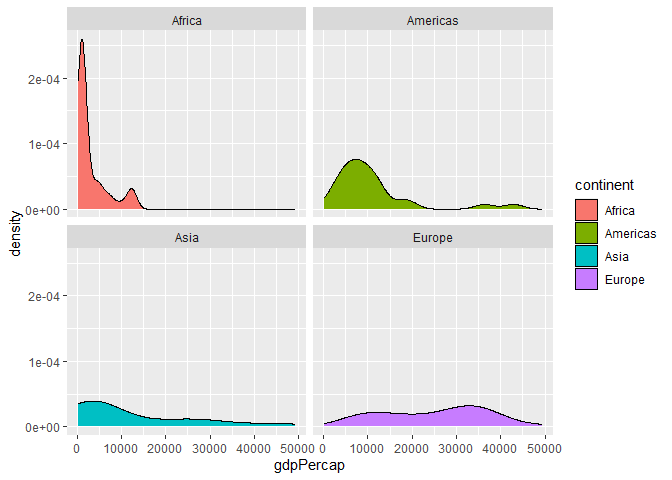 Africa
Americas
2e-04
1e-04
0e+00
Asia
Europe
2e-04
1e-04
0e+00
0
10000
20000
30000
40000
50000
0
10000
20000
30000
40000
50000
gdpPercap
density
continent
Africa
Americas
Asia
Europe